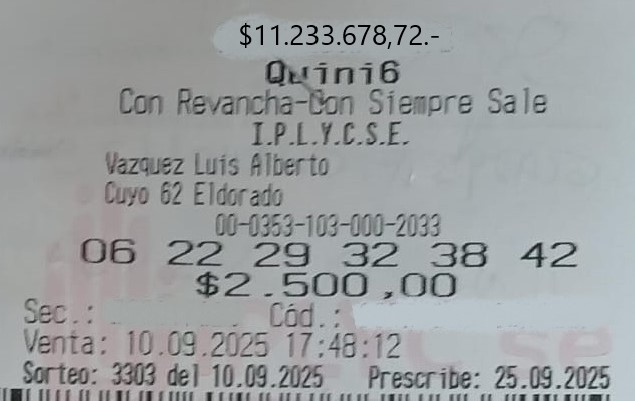 $11.233.678,72.-
Quini6
Con Revancha-Con Siempre Sale
I.P.L.Y.C.S.E.
Vazquez Luis Alberto
Cuyo 62 Eldorado
00-0353-103-000-2033
06 22 29 32 38 42
$2.500,00
Sec.: Cód.:
Venta: 10.09.2025 17:48:12
Sorteo: 3303 del 10.09.2025 Prescribe: 25.09.2025